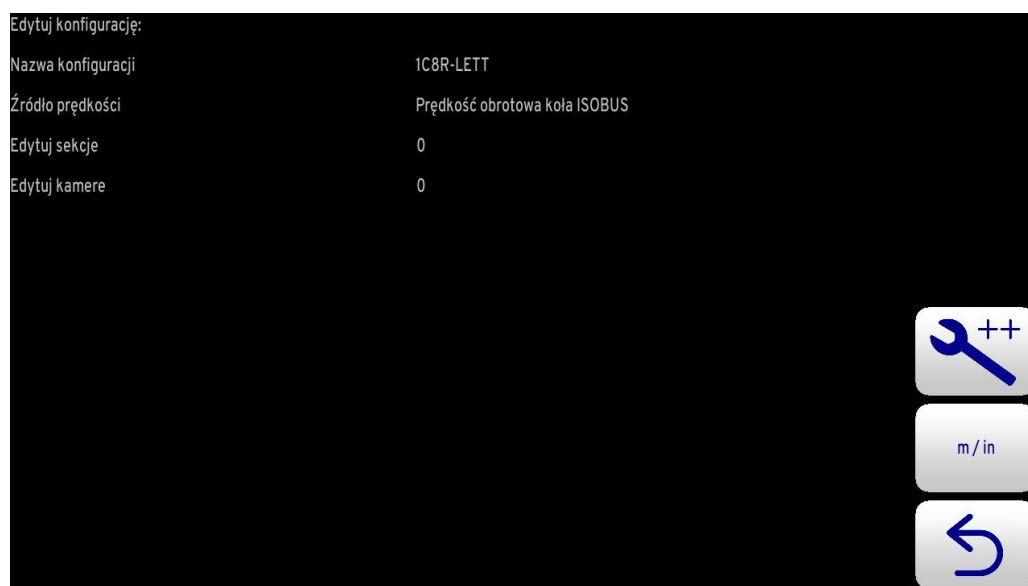 Edytuj konfigurację:
Nazwa konfiguracji 1C8R-LETT
Źródło prędkości Prędkość obrotowa koła ISOBUS
Edytuj sekcje 0
Edytuj kamere 0
++
m / in